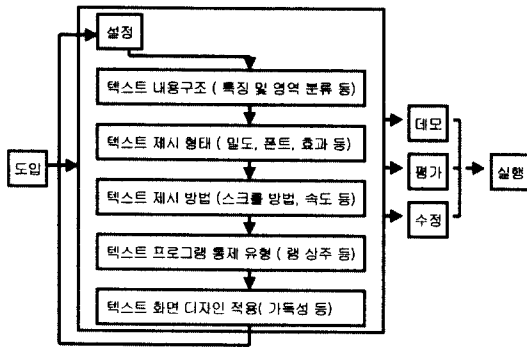 설정
텍스트 내용구조 ( 특징 및 영역 분류 등)
텍스트 제시 형태 ( 밀도, 폰트, 효과 등)
텍스트 제시 방법 (스크롤 방법, 속도 등)
텍스트 프로그램 통제 유형 ( 램 상주 등)
텍스트 화면 디자인 적용( 가독성 등)
도입
데모
평가
수정
실행